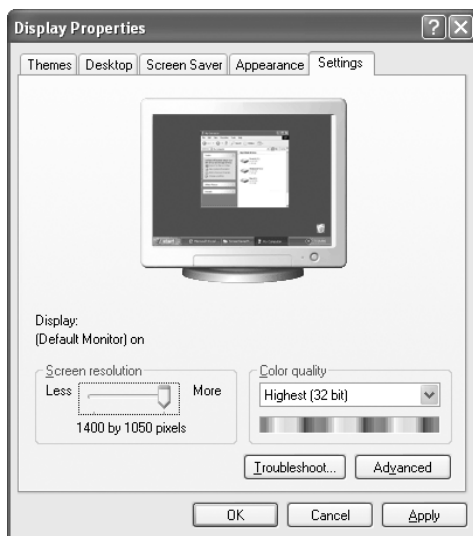 Display Properties
Themes Desktop Screen Saver Appearance Settings
start
Display:
(Default Monitor) on
Screen resolution
Less More
1400 by 1050 pixels
Color quality
Highest (32 bit)
Troubleshoot... Advanced
OK Cancel Apply